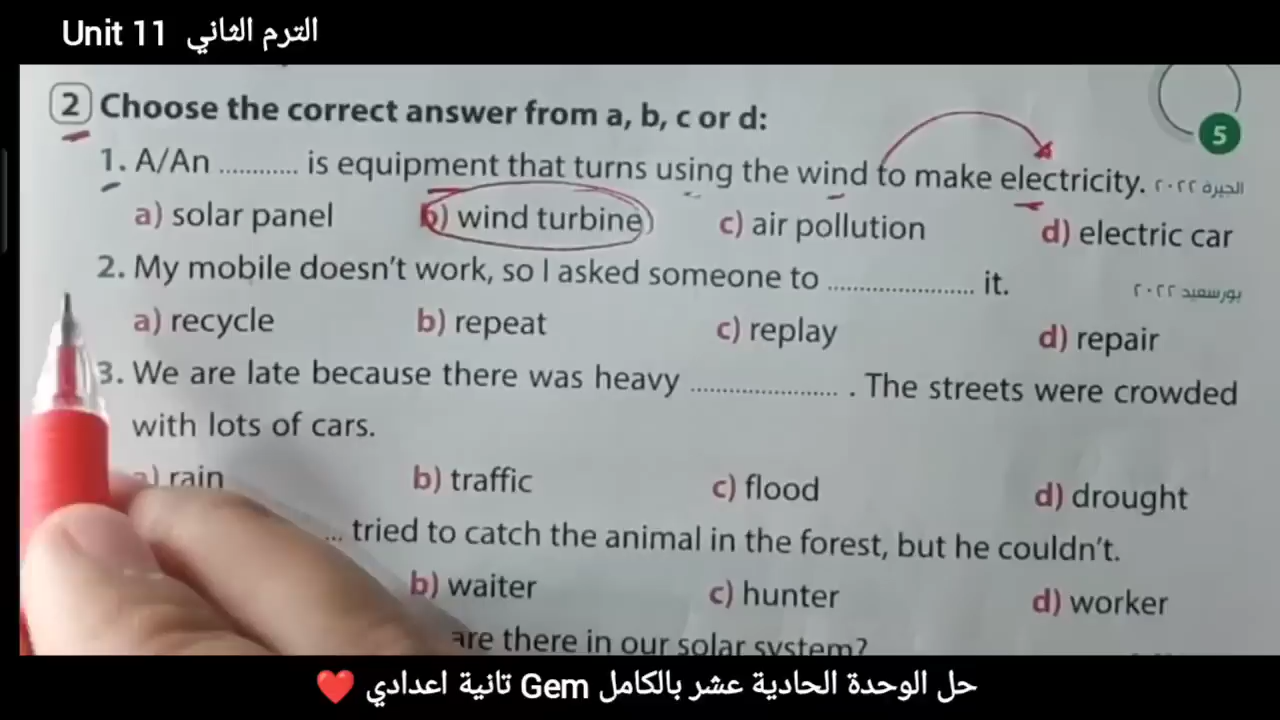 Unit 11 الترم الثاني
2 Choose the correct answer from a, b, c or d:
5
1. A/An ............ is equipment that turns using the wind to make electricity. الجيزة ٢٠٢٢
a) solar panel b) wind turbine c) air pollution d) electric car
2. My mobile doesn't work, so I asked someone to ...................... it. بورسعيد ٢٠٢٢
a) recycle b) repeat c) replay d) repair
3. We are late because there was heavy ...................... . The streets were crowded
with lots of cars.
a) rain b) traffic c) flood d) drought
... tried to catch the animal in the forest, but he couldn't.
b) waiter c) hunter d) worker
are there in our solar system?
حل الوحدة الحادية عشر بالكامل Gem تانية اعدادي ❤️